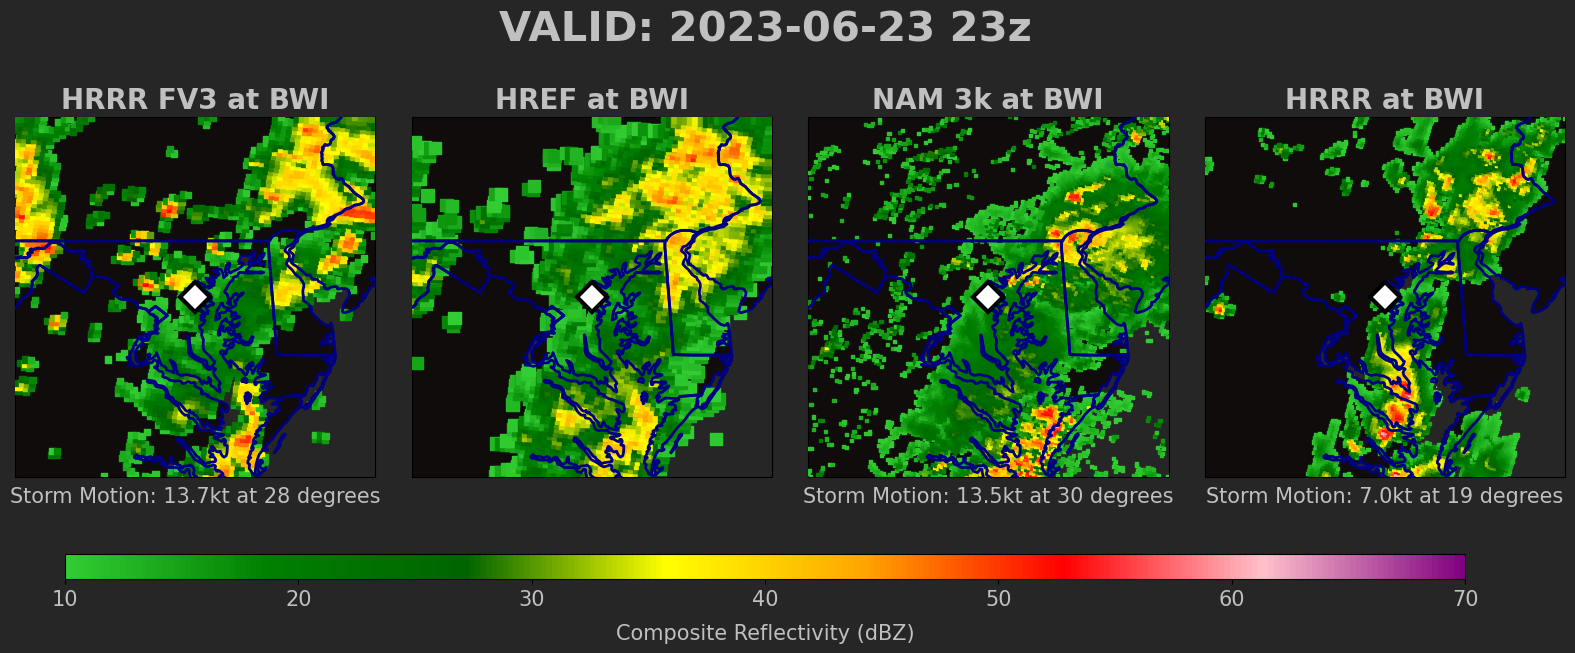 VALID: 2023-06-23 23z
HRRR FV3 at BWI
HREF at BWI
NAM 3k at BWI
HRRR at BWI
Storm Motion: 13.7kt at 28 degrees
Storm Motion: 13.5kt at 30 degrees
Storm Motion: 7.0kt at 19 degrees
10 20 30 40 50 60 70
Composite Reflectivity (dBZ)